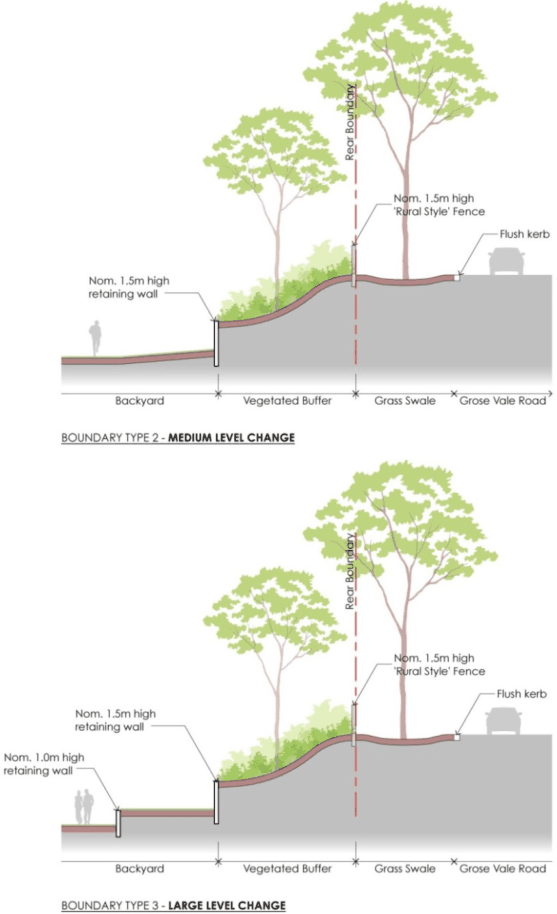 Rear Boundary
Nom. 1.5m high
'Rural Style' Fence
Flush kerb
Nom. 1.5m high
retaining wall
Backyard
Vegetated Buffer
Grass Swale
Grose Vale Road
BOUNDARY TYPE 2 - MEDIUM LEVEL CHANGE
Rear Boundary
Nom. 1.5m high
'Rural Style' Fence
Flush kerb
Nom. 1.5m high
retaining wall
Nom. 1.0m high
retaining wall
Backyard
Vegetated Buffer
Grass Swale
Grose Vale Road
BOUNDARY TYPE 3 - LARGE LEVEL CHANGE